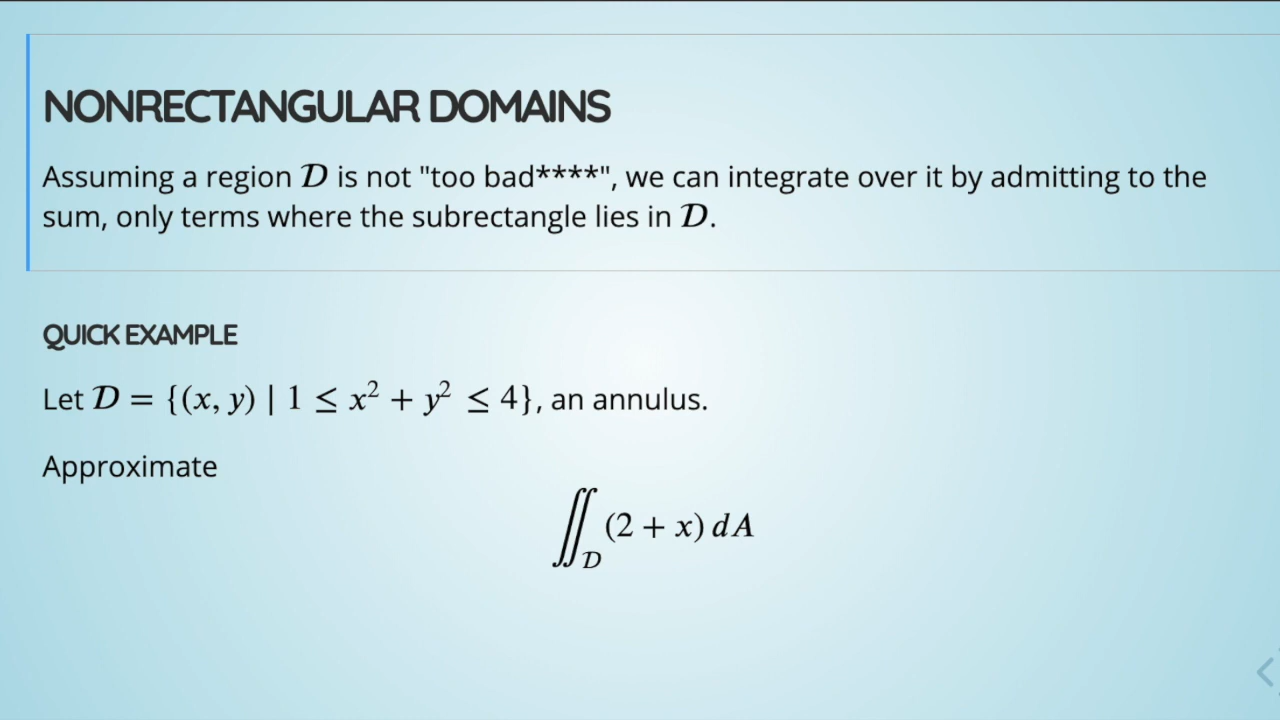 NONRECTANGULAR DOMAINS
Assuming a region 𝒟 is not "too bad****", we can integrate over it by admitting to the
sum, only terms where the subrectangle lies in 𝒟.
QUICK EXAMPLE
Let 𝒟 = {(x, y) | 1 ≤ x² + y² ≤ 4}, an annulus.
Approximate
∬_𝒟 (2 + x) dA